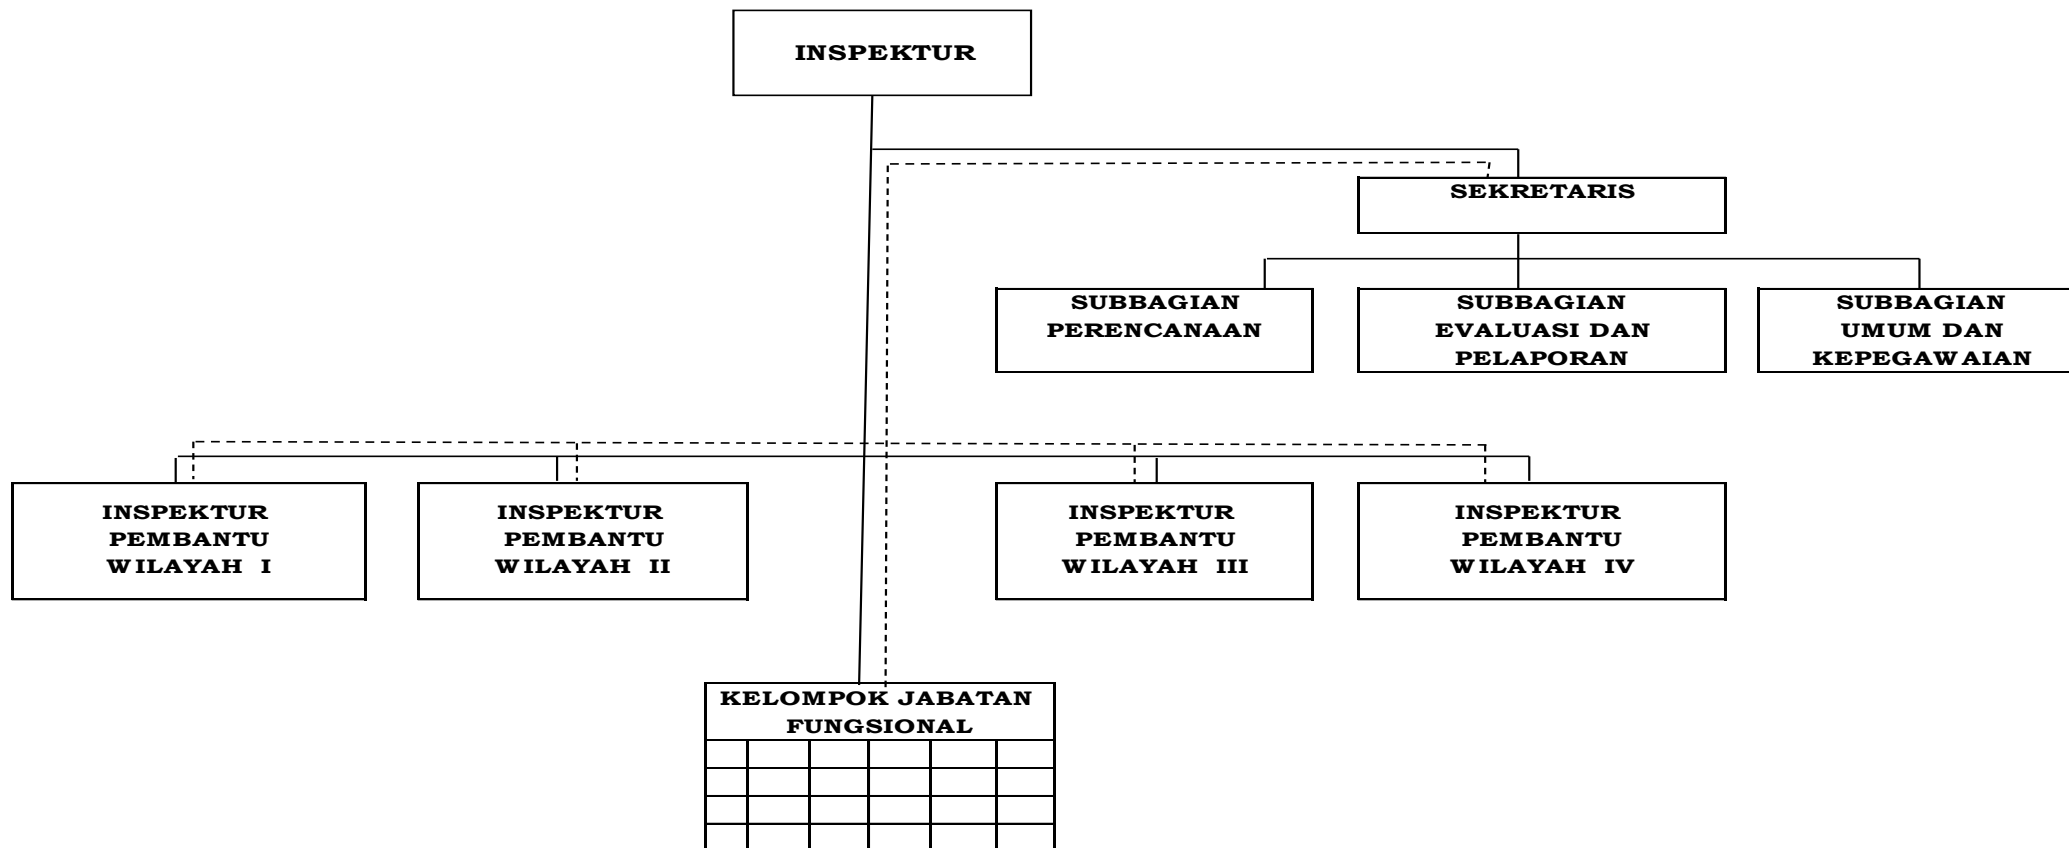 INSPEKTUR
SEKRETARIS
SUBBAGIAN
PERENCANAAN
SUBBAGIAN
EVALUASI DAN
PELAPORAN
SUBBAGIAN
UMUM DAN
KEPEGAWAIAN
INSPEKTUR
PEMBANTU
WILAYAH I
INSPEKTUR
PEMBANTU
WILAYAH II
INSPEKTUR
PEMBANTU
WILAYAH III
INSPEKTUR
PEMBANTU
WILAYAH IV
KELOMPOK JABATAN
FUNGSIONAL